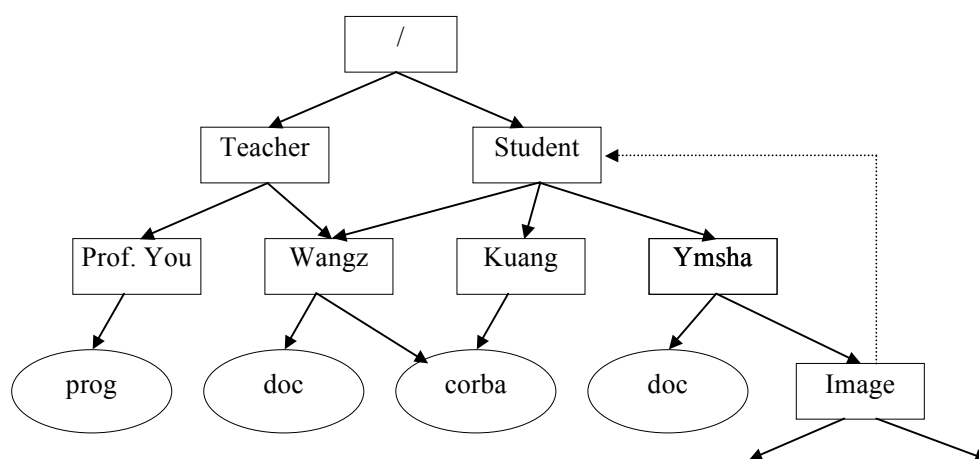 /
Teacher Student
Prof. You Wangz Kuang Ymsha
prog doc corba doc Image